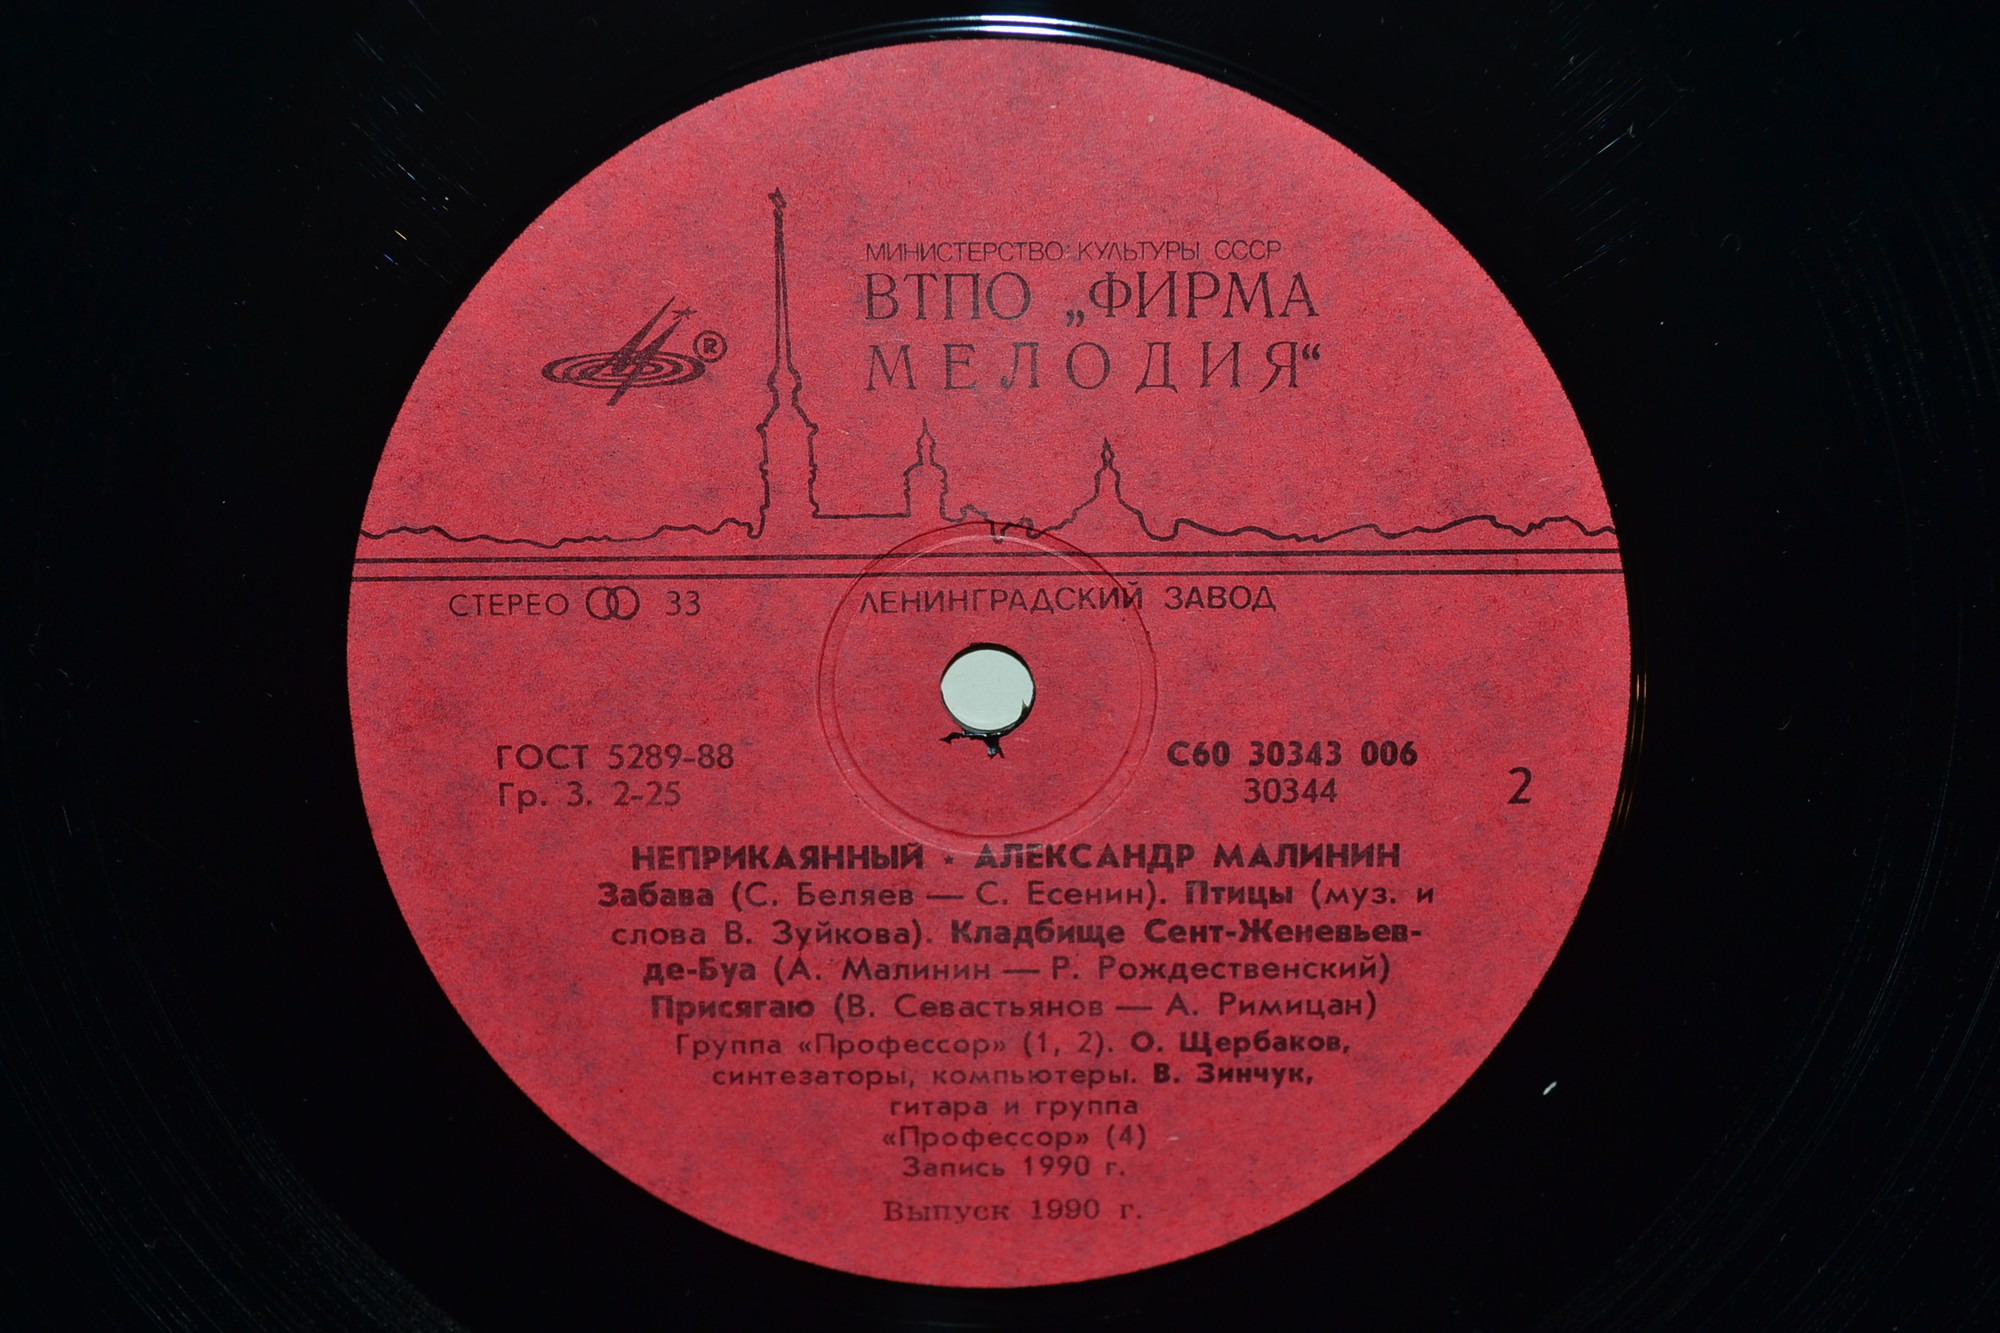 МИНИСТЕРСТВО КУЛЬТУРЫ СССР
ВТПО „ФИРМА
МЕЛОДИЯ“
®
СТЕРЕО 33
ЛЕНИНГРАДСКИЙ ЗАВОД
ГОСТ 5289-88
Гр. 3. 2-25
С60 30343 006
30344
2
НЕПРИКАЯННЫЙ ⋆ АЛЕКСАНДР МАЛИНИН
Забава (С. Беляев — С. Есенин). Птицы (муз. и
слова В. Зуйкова). Кладбище Сент-Женевьев-
де-Буа (А. Малинин — Р. Рождественский)
Присягаю (В. Севастьянов — А. Римицан)
Группа «Профессор» (1, 2). О. Щербаков,
синтезаторы, компьютеры. В. Зинчук,
гитара и группа
«Профессор» (4)
Запись 1990 г.
Выпуск 1990 г.